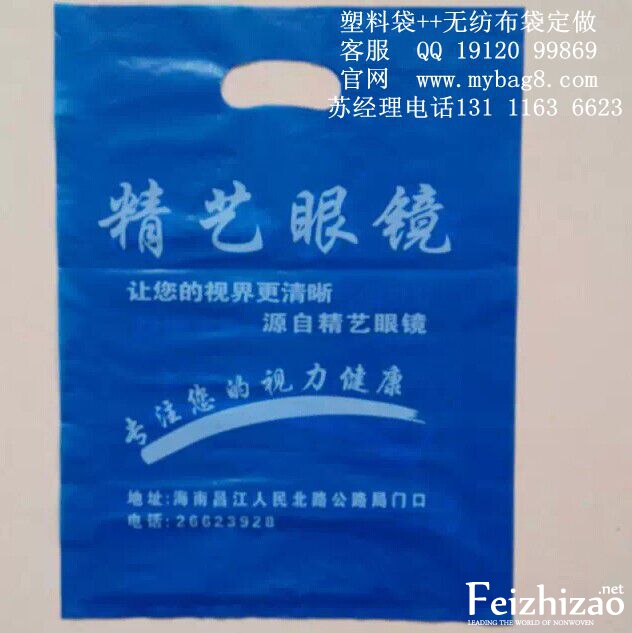 塑料袋++无纺布袋定做
客服 QQ 19120 99869
官网 www.mybag8.com
苏经理电话131 1163 6623
精艺眼镜
让您的视界更清晰
源自精艺眼镜
专注您的视力健康
地址:海南昌江人民北路公路局门口
电话:26623928
Feizhizao.net
LEADING THE WORLD OF NONWOVEN